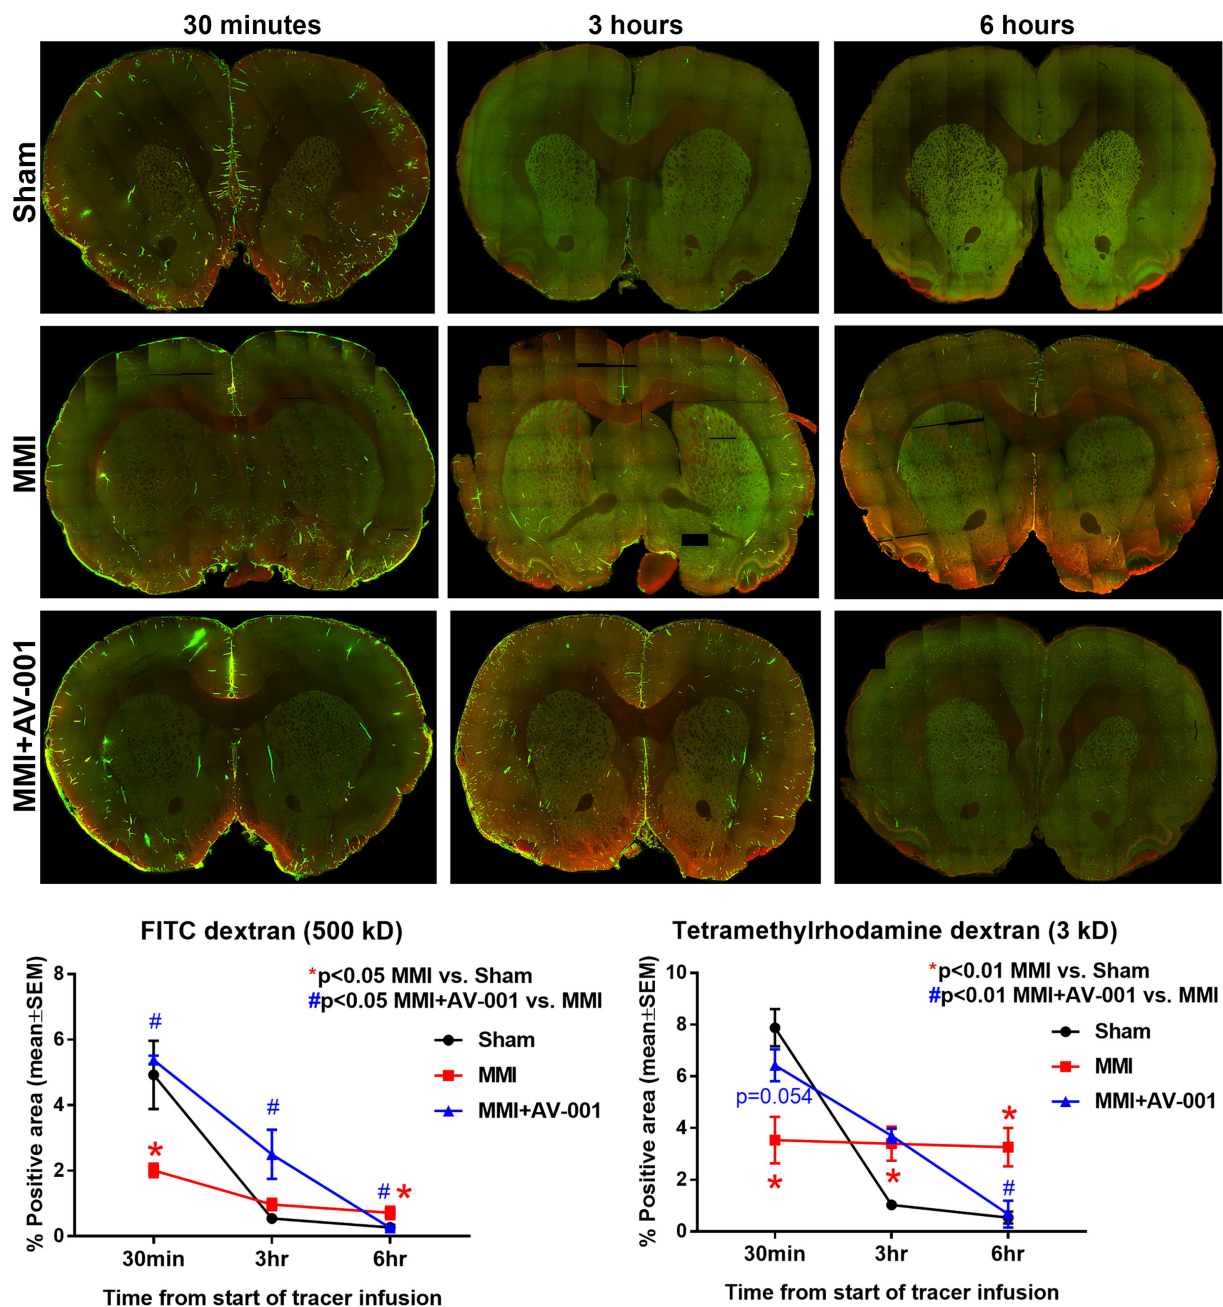 30 minutes
3 hours
6 hours
Sham
MMI
MMI+AV-001
FITC dextran (500 kD)
% Positive area (mean±SEM)
8
6
4
2
0
*p<0.05 MMI vs. Sham
#p<0.05 MMI+AV-001 vs. MMI
Sham
MMI
MMI+AV-001
#
*
#
#
*
30min
3hr
6hr
Time from start of tracer infusion
Tetramethylrhodamine dextran (3 kD)
% Positive area (mean±SEM)
10
8
6
4
2
0
*p<0.01 MMI vs. Sham
#p<0.01 MMI+AV-001 vs. MMI
Sham
MMI
MMI+AV-001
p=0.054
*
*
*
#
30min
3hr
6hr
Time from start of tracer infusion